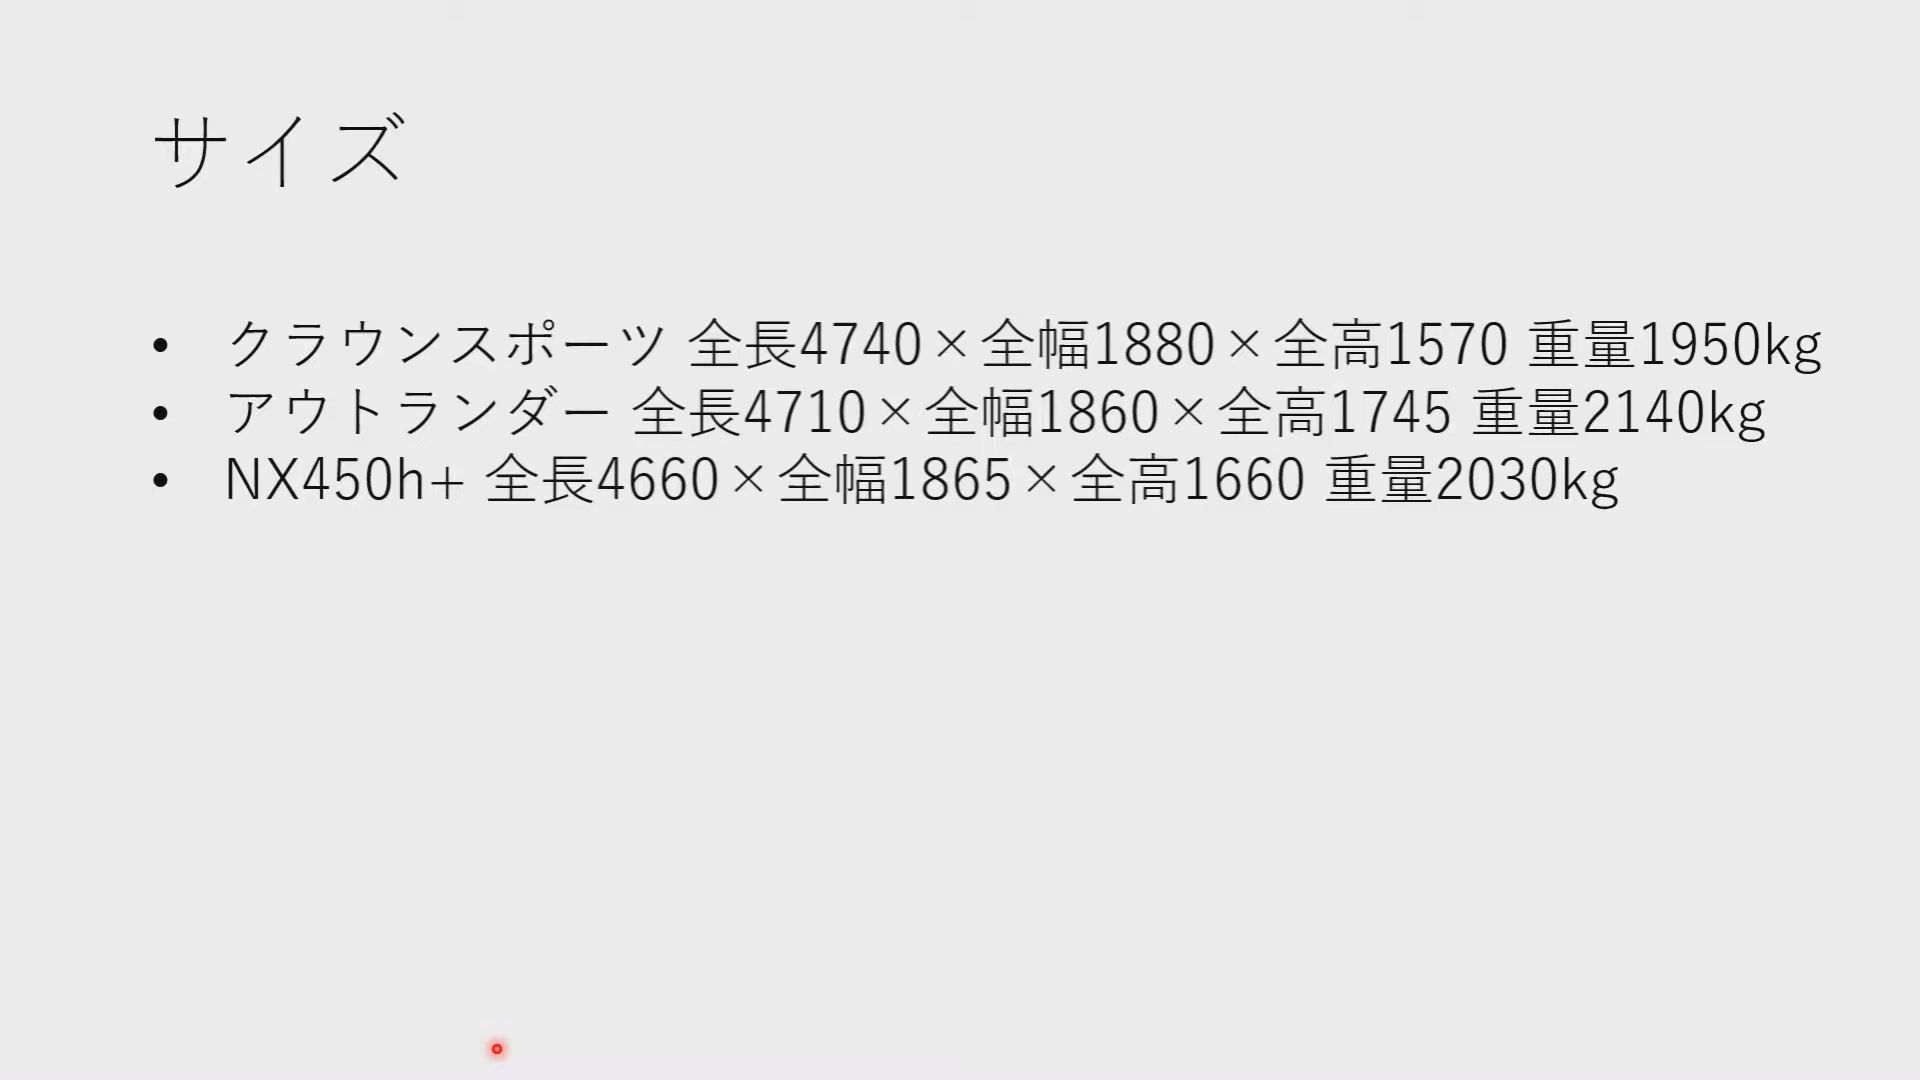 サイズ
• クラウンスポーツ 全長4740×全幅1880×全高1570 重量1950kg
• アウトランダー 全長4710×全幅1860×全高1745 重量2140kg
• NX450h+ 全長4660×全幅1865×全高1660 重量2030kg